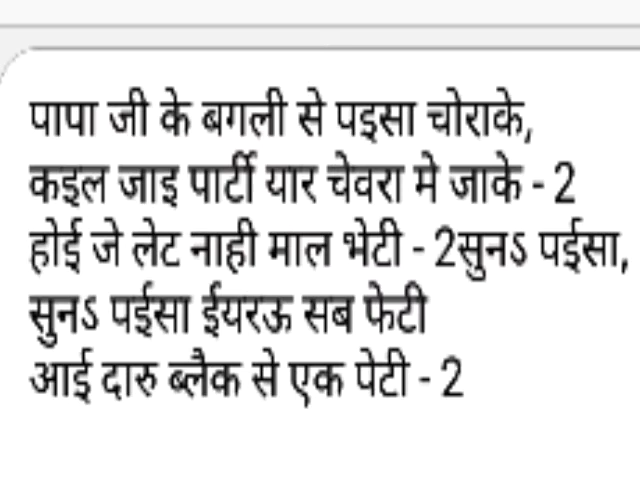 पापा जी के बगली से पइसा चोराके,
कइल जाइ पार्टी यार चेवरा मे जाके - 2
होई जे लेट नाही माल भेटी - 2सुनऽ पईसा,
सुनऽ पईसा ईयरऊ सब फेटी
आई दारु ब्लैक से एक पेटी - 2